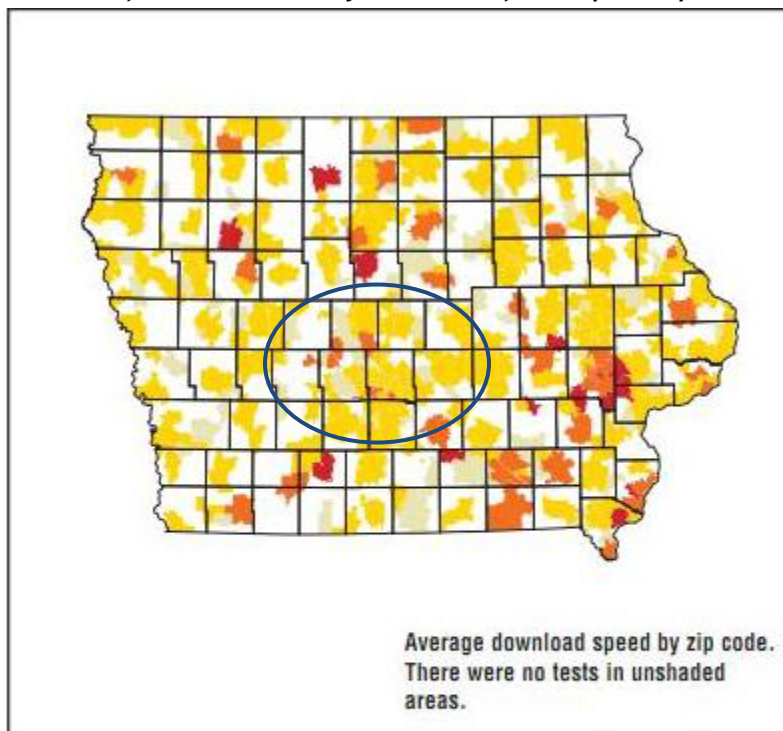 Average download speed by zip code.
There were no tests in unshaded
areas.